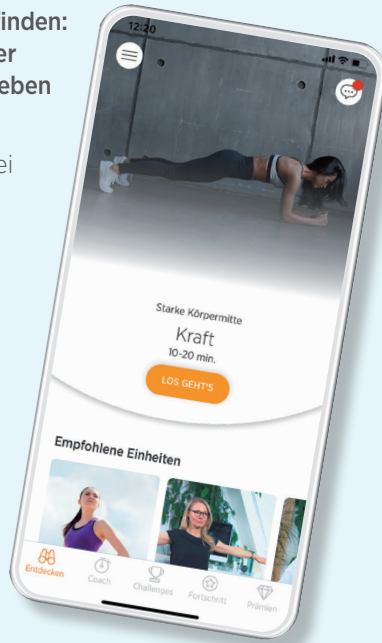 finden:
er
eben
ei
12:20
Starke Körpermitte
Kraft
10-20 min.
LOS GEHT'S
Empfohlene Einheiten
Entdecken
Coach
Challenges
Fortschritt
Prämien